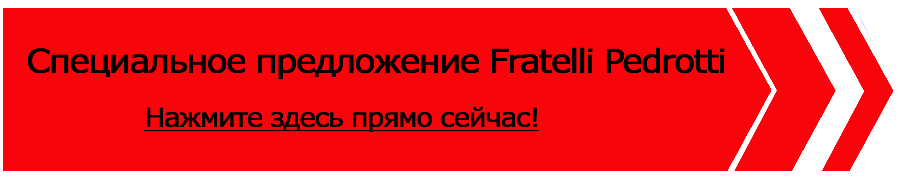 Специальное предложение Fratelli Pedrotti
Нажмите здесь прямо сейчас!